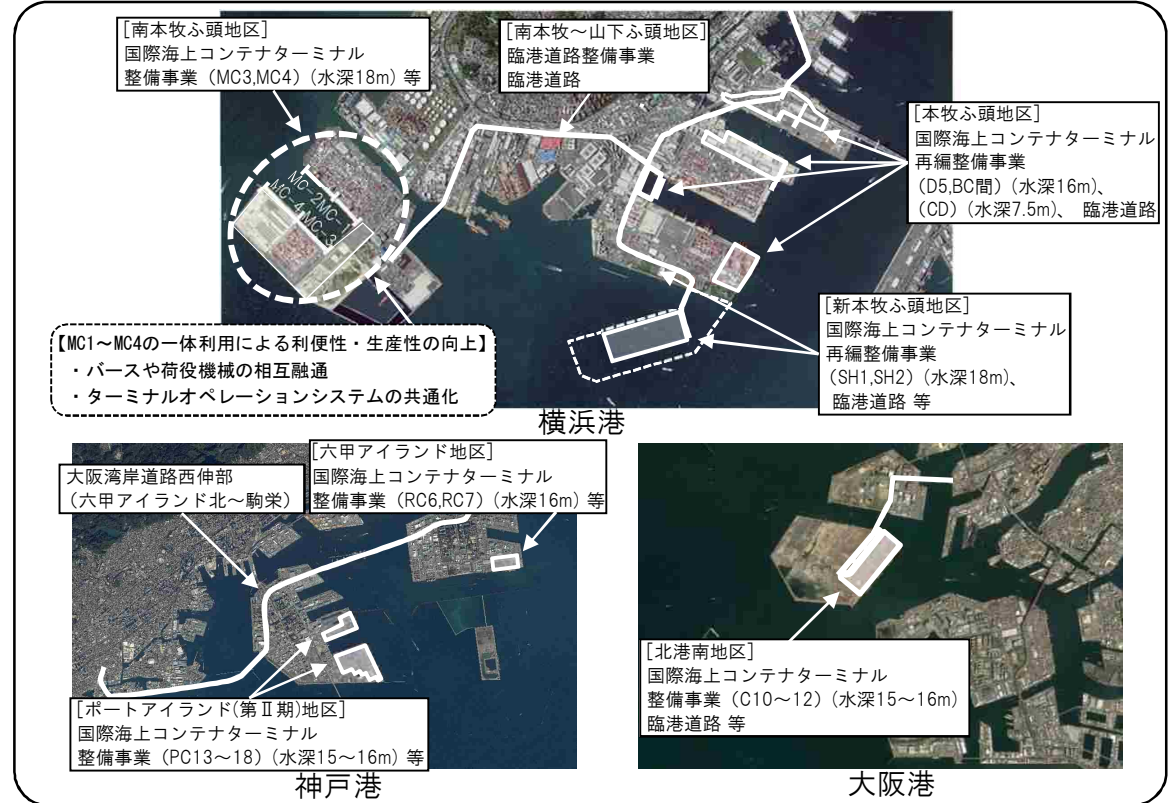 [南本牧ふ頭地区]
国際海上コンテナターミナル
整備事業（MC3,MC4）（水深18m）等
[南本牧～山下ふ頭地区]
臨港道路整備事業
臨港道路
[本牧ふ頭地区]
国際海上コンテナターミナル
再編整備事業
（D5,BC間）（水深16m）、
（CD）（水深7.5m）、 臨港道路
MC-2
MC-1
MC-4
MC-3
[新本牧ふ頭地区]
国際海上コンテナターミナル
再編整備事業
（SH1,SH2）（水深18m）、
臨港道路 等
【MC1～MC4の一体利用による利便性・生産性の向上】
・バースや荷役機械の相互融通
・ターミナルオペレーションシステムの共通化
横浜港
大阪湾岸道路西伸部
（六甲アイランド北～駒栄）
[六甲アイランド地区]
国際海上コンテナターミナル
整備事業（RC6,RC7）（水深16m）等
[ポートアイランド(第Ⅱ期)地区]
国際海上コンテナターミナル
整備事業（PC13～18）（水深15～16m）等
神戸港
[北港南地区]
国際海上コンテナターミナル
整備事業（C10～12）（水深15～16m）
臨港道路 等
大阪港